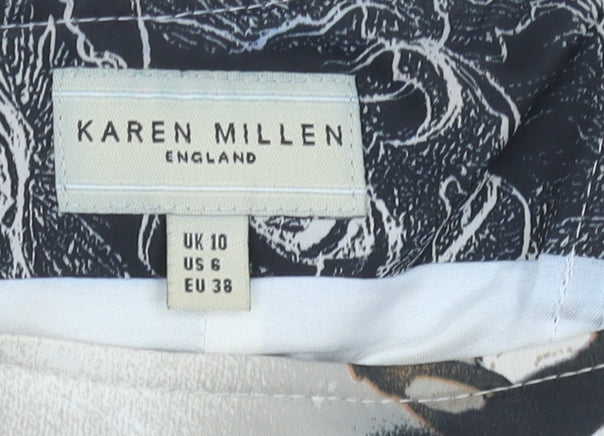 KAREN MILLEN
ENGLAND
UK 10
US 6
EU 38